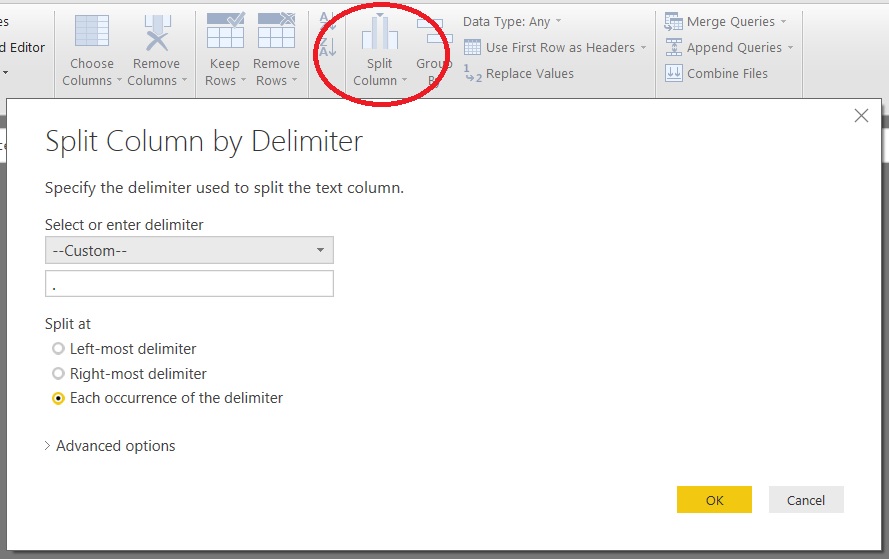 es
d Editor
Choose
Columns
Remove
Columns
Keep
Rows
Remove
Rows
A
Z
Z
A
Split
Column
Group
By
Data Type: Any
Use First Row as Headers
1
2
Replace Values
Merge Queries
Append Queries
Combine Files
Split Column by Delimiter
Specify the delimiter used to split the text column.
Select or enter delimiter
--Custom--
.
Split at
Left-most delimiter
Right-most delimiter
Each occurrence of the delimiter
Advanced options
OK
Cancel